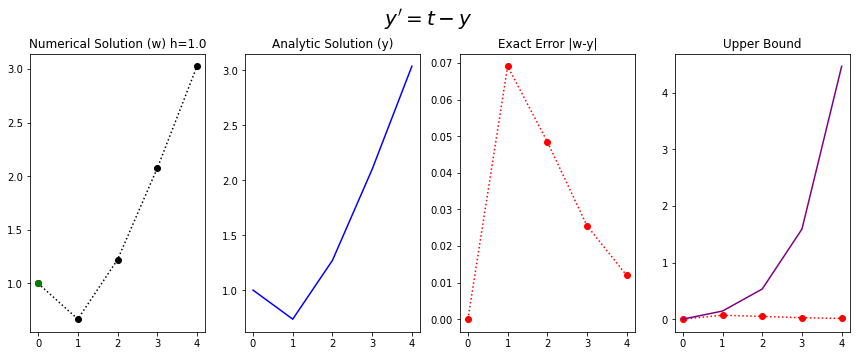 y′ = t − y
Numerical Solution (w) h=1.0
Analytic Solution (y)
Exact Error |w-y|
Upper Bound
3.0
2.5
2.0
1.5
1.0
0 1 2 3 4
3.0
2.5
2.0
1.5
1.0
0 1 2 3 4
0.07
0.06
0.05
0.04
0.03
0.02
0.01
0.00
0 1 2 3 4
4
3
2
1
0
0 1 2 3 4